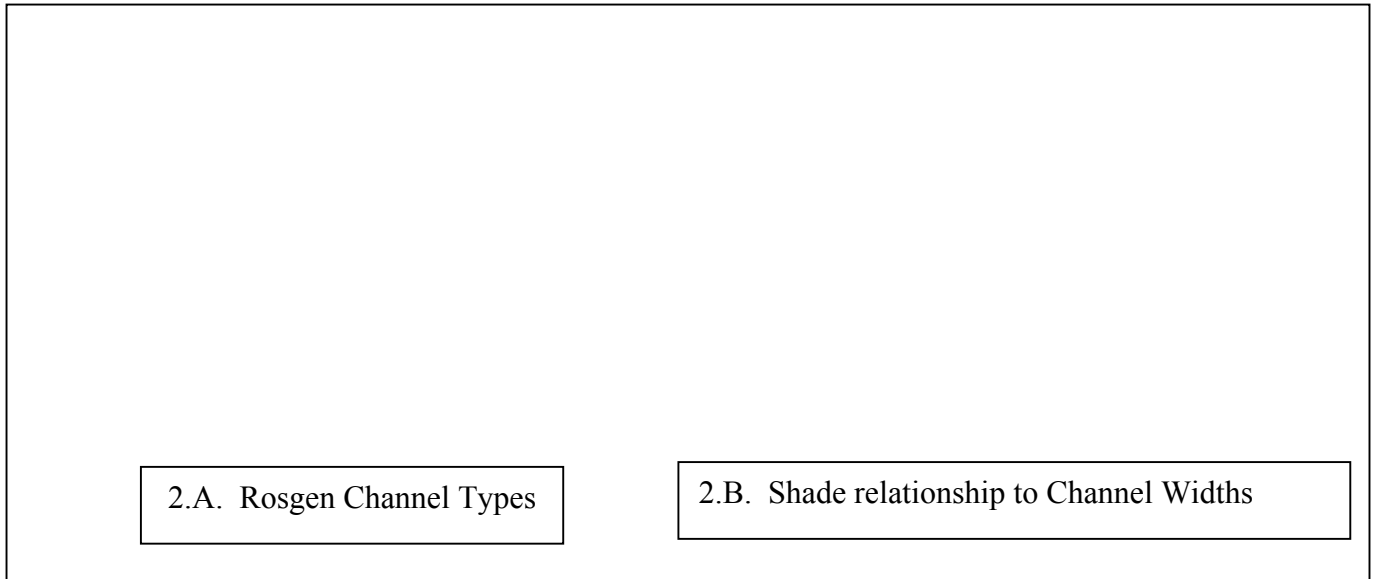 2.A. Rosgen Channel Types
2.B. Shade relationship to Channel Widths